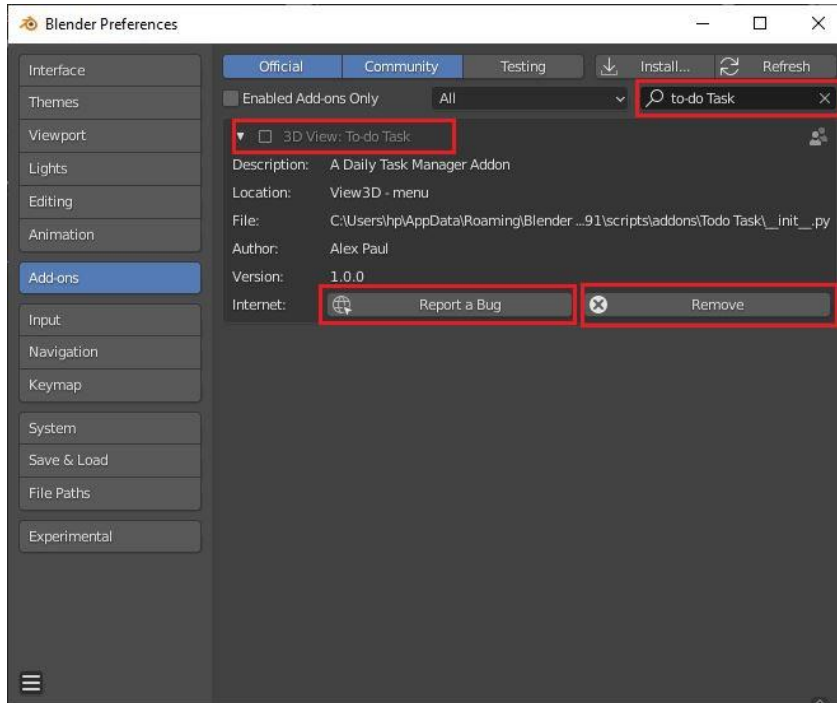 Blender Preferences
Interface
Themes
Viewport
Lights
Editing
Animation
Add-ons
Input
Navigation
Keymap
System
Save & Load
File Paths
Experimental
Official Community Testing Install... Refresh
Enabled Add-ons Only All to-do Task
3D View: To-do Task
Description: A Daily Task Manager Addon
Location: View3D - menu
File: C:\Users\hp\AppData\Roaming\Blender ...91\scripts\addons\Todo Task\__init__.py
Author: Alex Paul
Version: 1.0.0
Internet: Report a Bug Remove